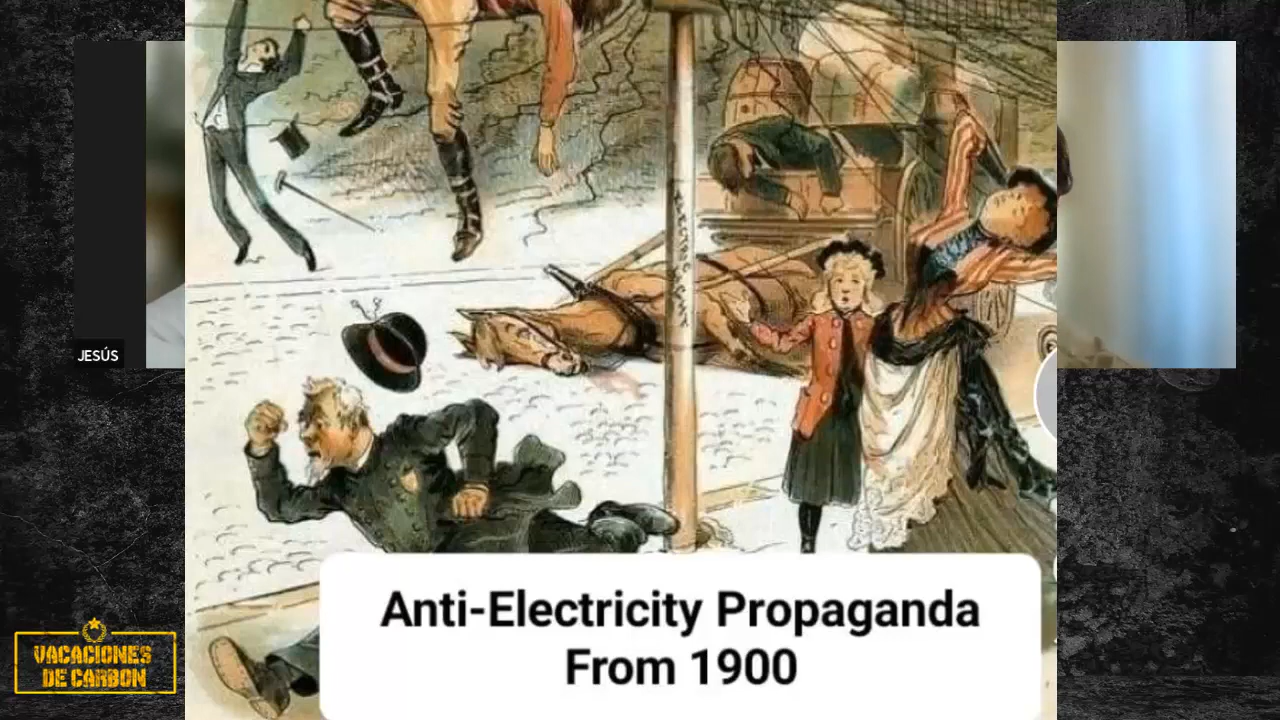 JESÚS
Anti-Electricity Propaganda
From 1900
VACACIONES
DE CARBON